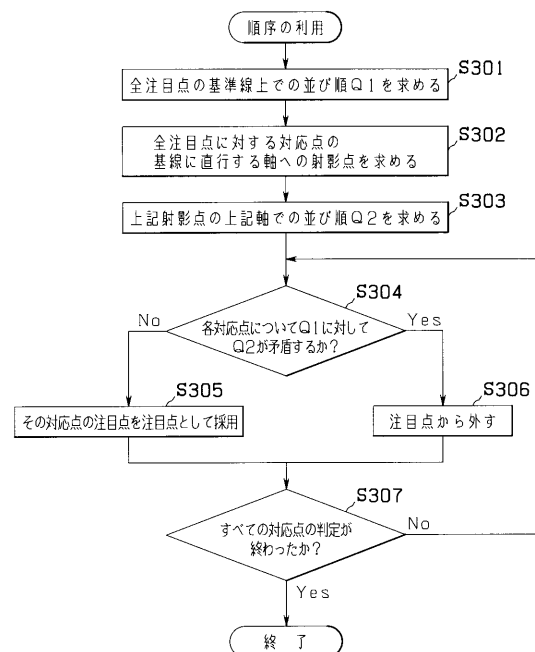 順序の利用
S301
全注目点の基準線上での並び順Q1を求める
S302
全注目点に対する対応点の
基線に直行する軸への射影点を求める
S303
上記射影点の上記軸での並び順Q2を求める
S304
No
各対応点についてQ1に対して
Q2が矛盾するか?
Yes
S305
その対応点の注目点を注目点として採用
S306
注目点から外す
S307
すべての対応点の判定が
終わったか?
No
Yes
終了